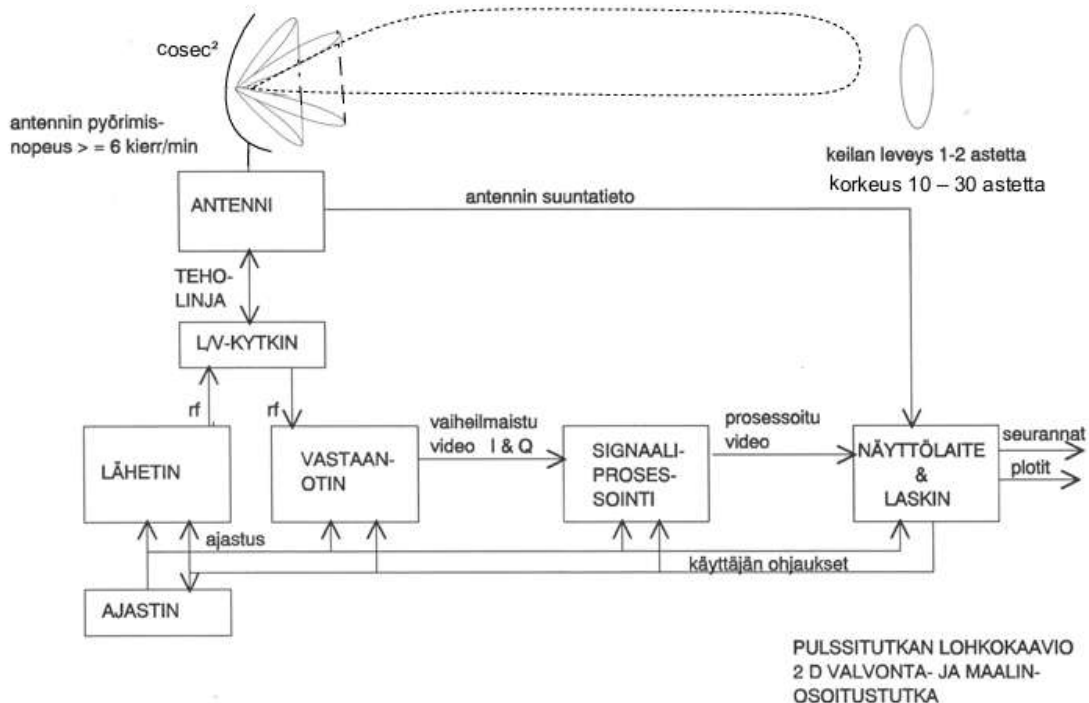 cosec²
antennin pyörimis-
nopeus > = 6 kierr/min
keilan leveys 1-2 astetta
korkeus 10 – 30 astetta
ANTENNI
antennin suuntatieto
TEHO-
LINJA
L/V-KYTKIN
rf
rf
vaiheilmaistu
video I & Q
prosessoitu
video
seurannat
plotit
LÄHETIN
VASTAAN-
OTIN
SIGNAALI-
PROSES-
SOINTI
NÄYTTÖLAITE
&
LASKIN
ajastus
käyttäjän ohjaukset
AJASTIN
PULSSITUTKAN LOHKOKAAVIO
2 D VALVONTA- JA MAALIN-
OSOITUSTUTKA